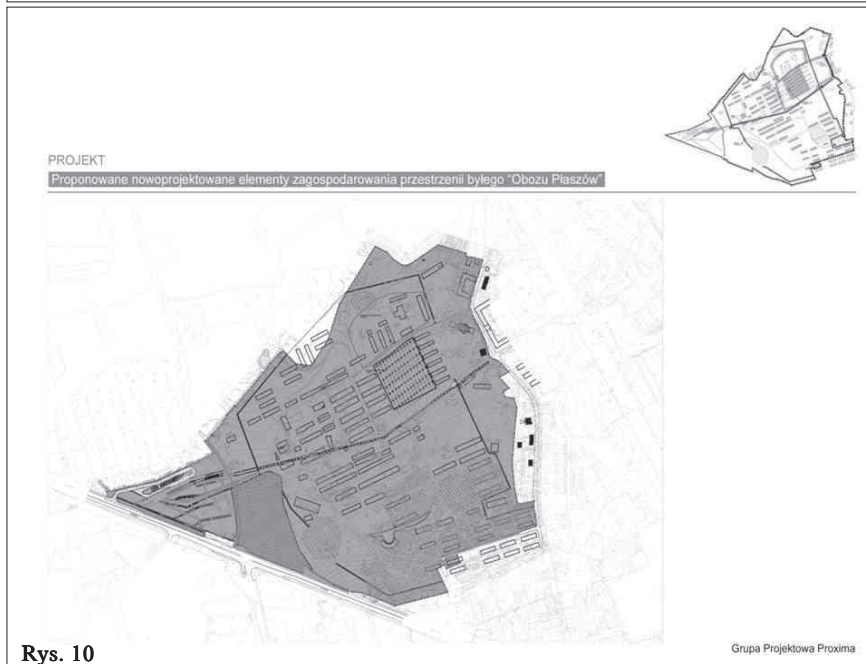 PROJEKT
Proponowane nowoprojektowane elementy zagospodarowania przestrzenii byłego "Obozu Płaszów"
Rys. 10
Grupa Projektowa Proxima